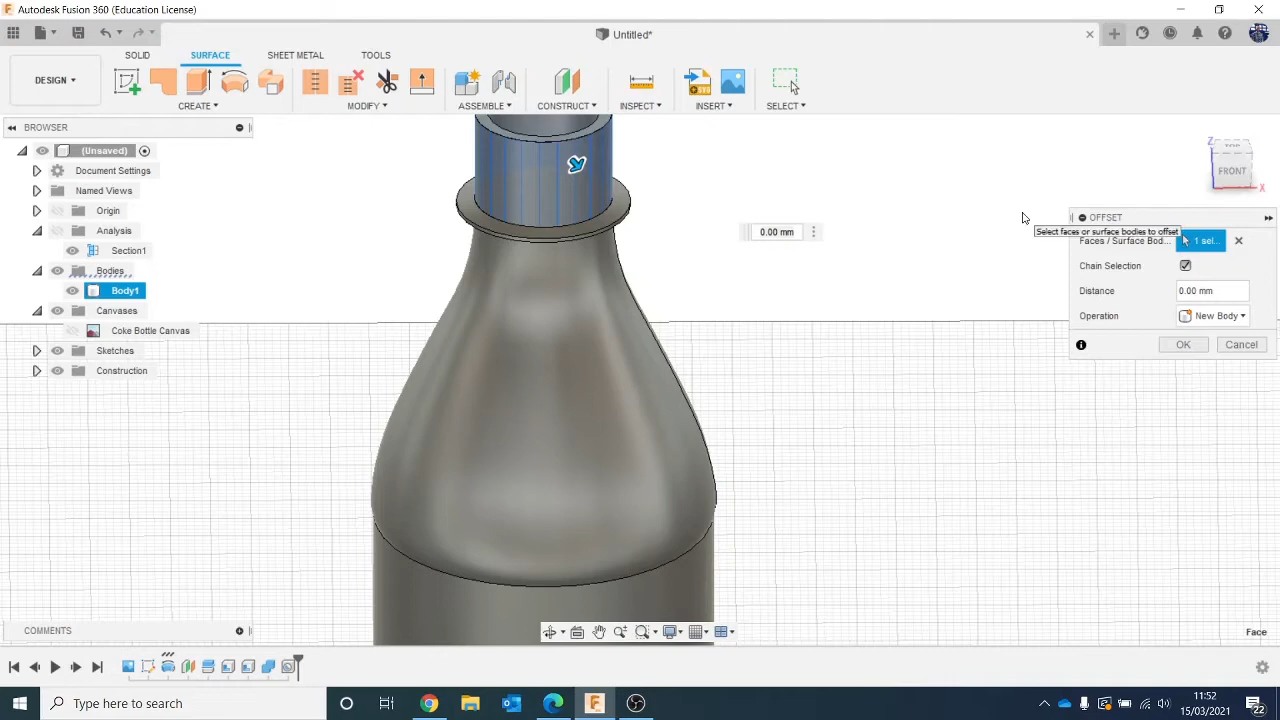 Autodesk Fusion 360 (Education License)
Untitled*
DESIGN
SOLID
SURFACE
SHEET METAL
TOOLS
CREATE
MODIFY
ASSEMBLE
CONSTRUCT
INSPECT
INSERT
SELECT
BROWSER
(Unsaved)
Document Settings
Named Views
Origin
Analysis
Section1
Bodies
Body1
Canvases
Coke Bottle Canvas
Sketches
Construction
0.00 mm
Z
TOP
FRONT
X
OFFSET
Select faces or surface bodies to offset
Faces / Surface Bod...
1 sel...
Chain Selection
Distance
0.00 mm
Operation
New Body
OK
Cancel
COMMENTS
Face
Type here to search
11:52
15/03/2021
22